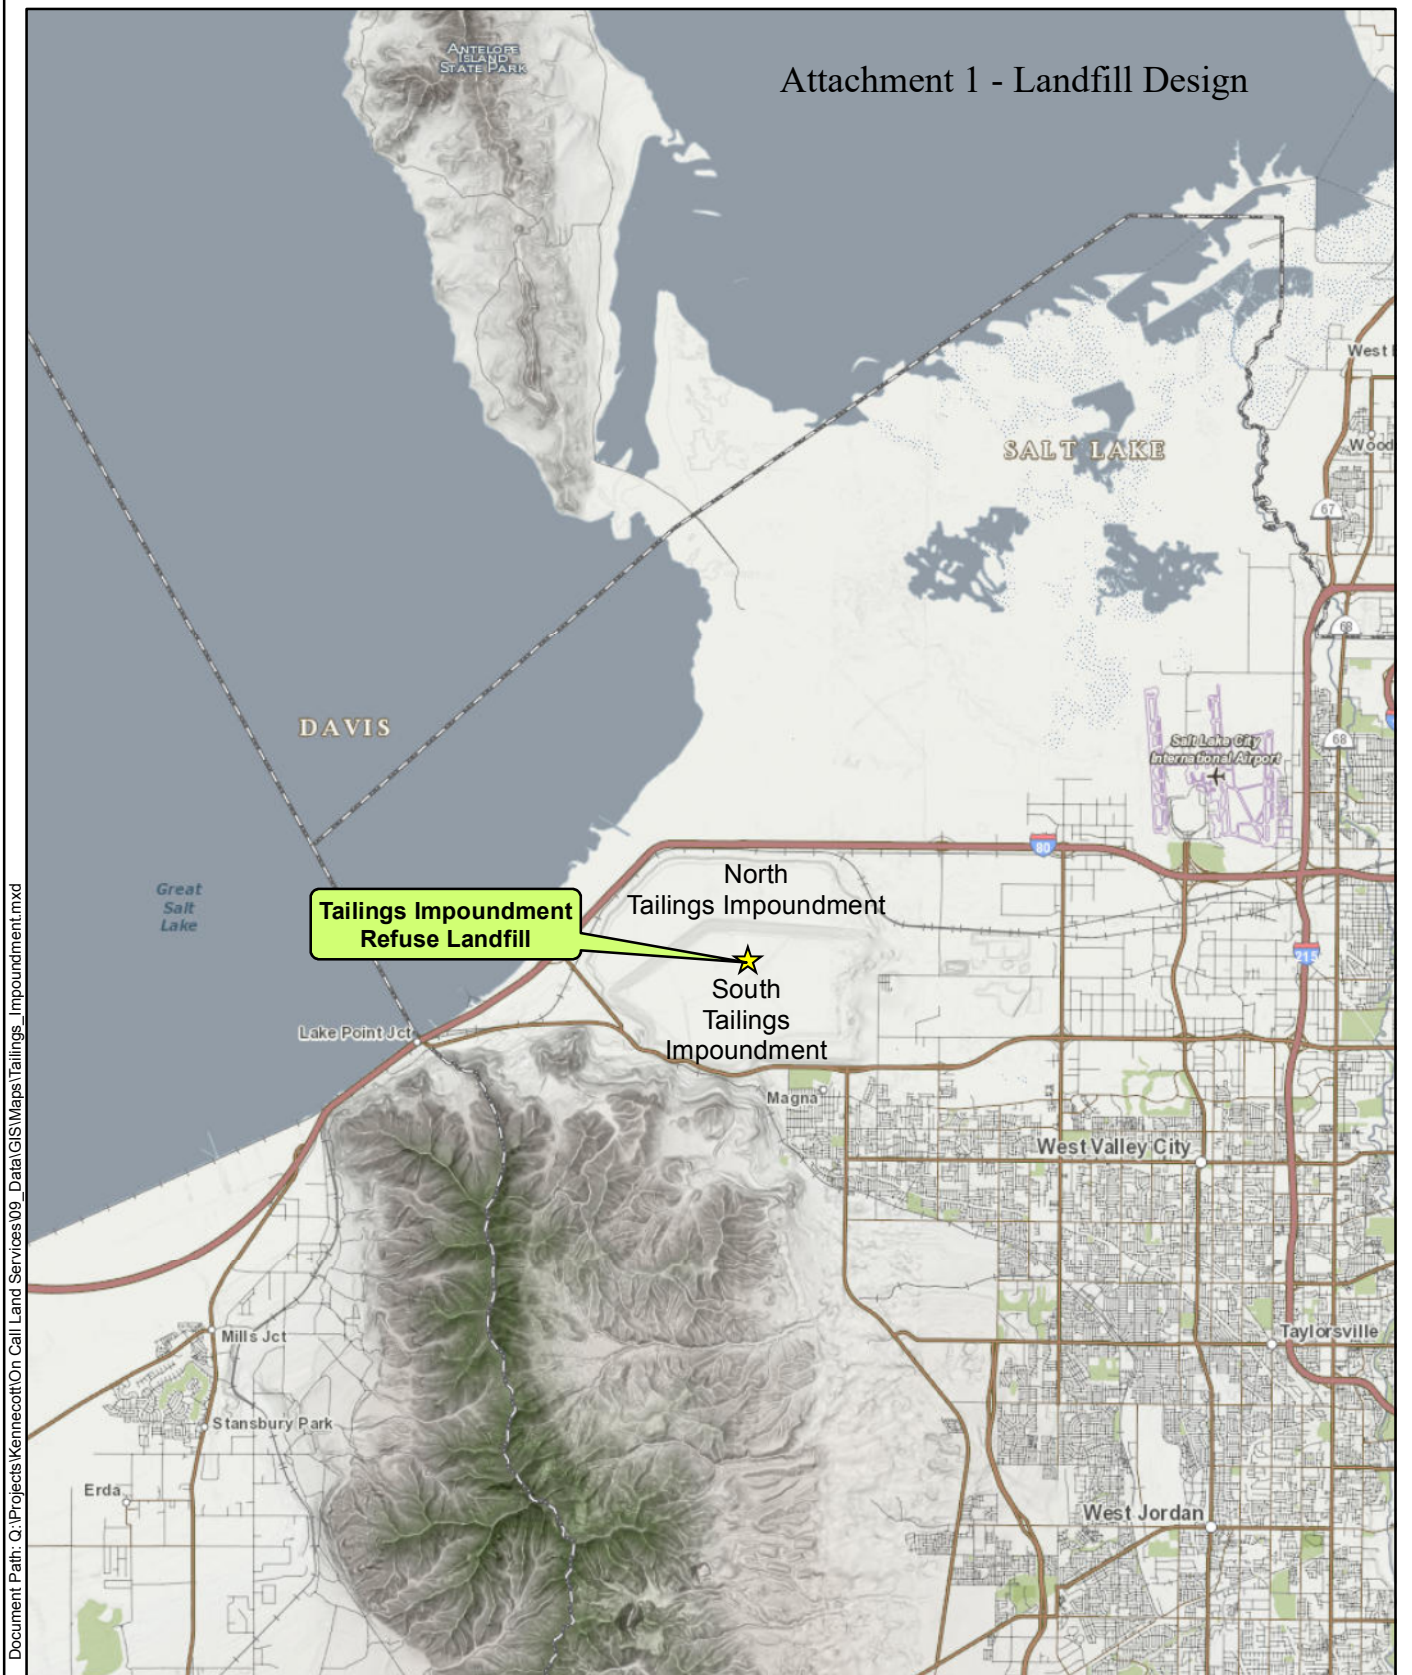 Attachment 1 - Landfill Design
ANTELOPE
ISLAND
STATE PARK
West
Wood
SALT LAKE
67
68
DAVIS
68
Salt Lake City
International Airport
80
North
Tailings Impoundment
Great
Salt
Lake
Tailings Impoundment
Refuse Landfill
215
South
Tailings
Impoundment
Lake Point Jct
Magna
West Valley City
Mills Jct
Taylorsville
Stansbury Park
Erda
West Jordan
Document Path: Q:\Projects\Kennecott\On Call Land Services\09_Data\GIS\Maps\Tailings_Impoundment.mxd